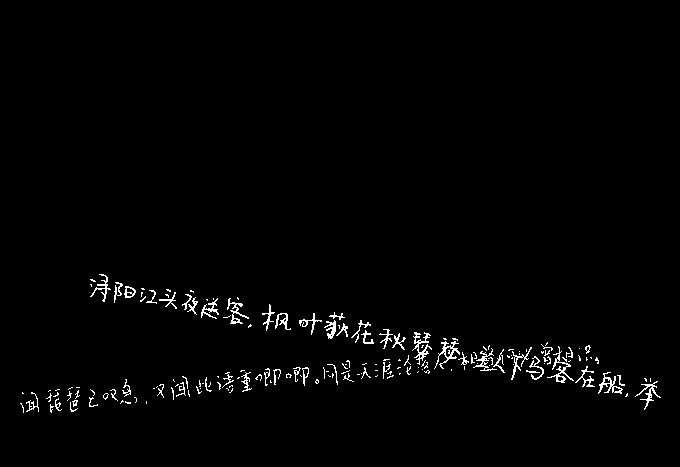 浔阳江头夜送客,枫叶荻花秋瑟瑟。主人下马客在船,举
闻琵琶已叹息,又闻此语重唧唧。同是天涯沦落人,相逢何必曾相识。